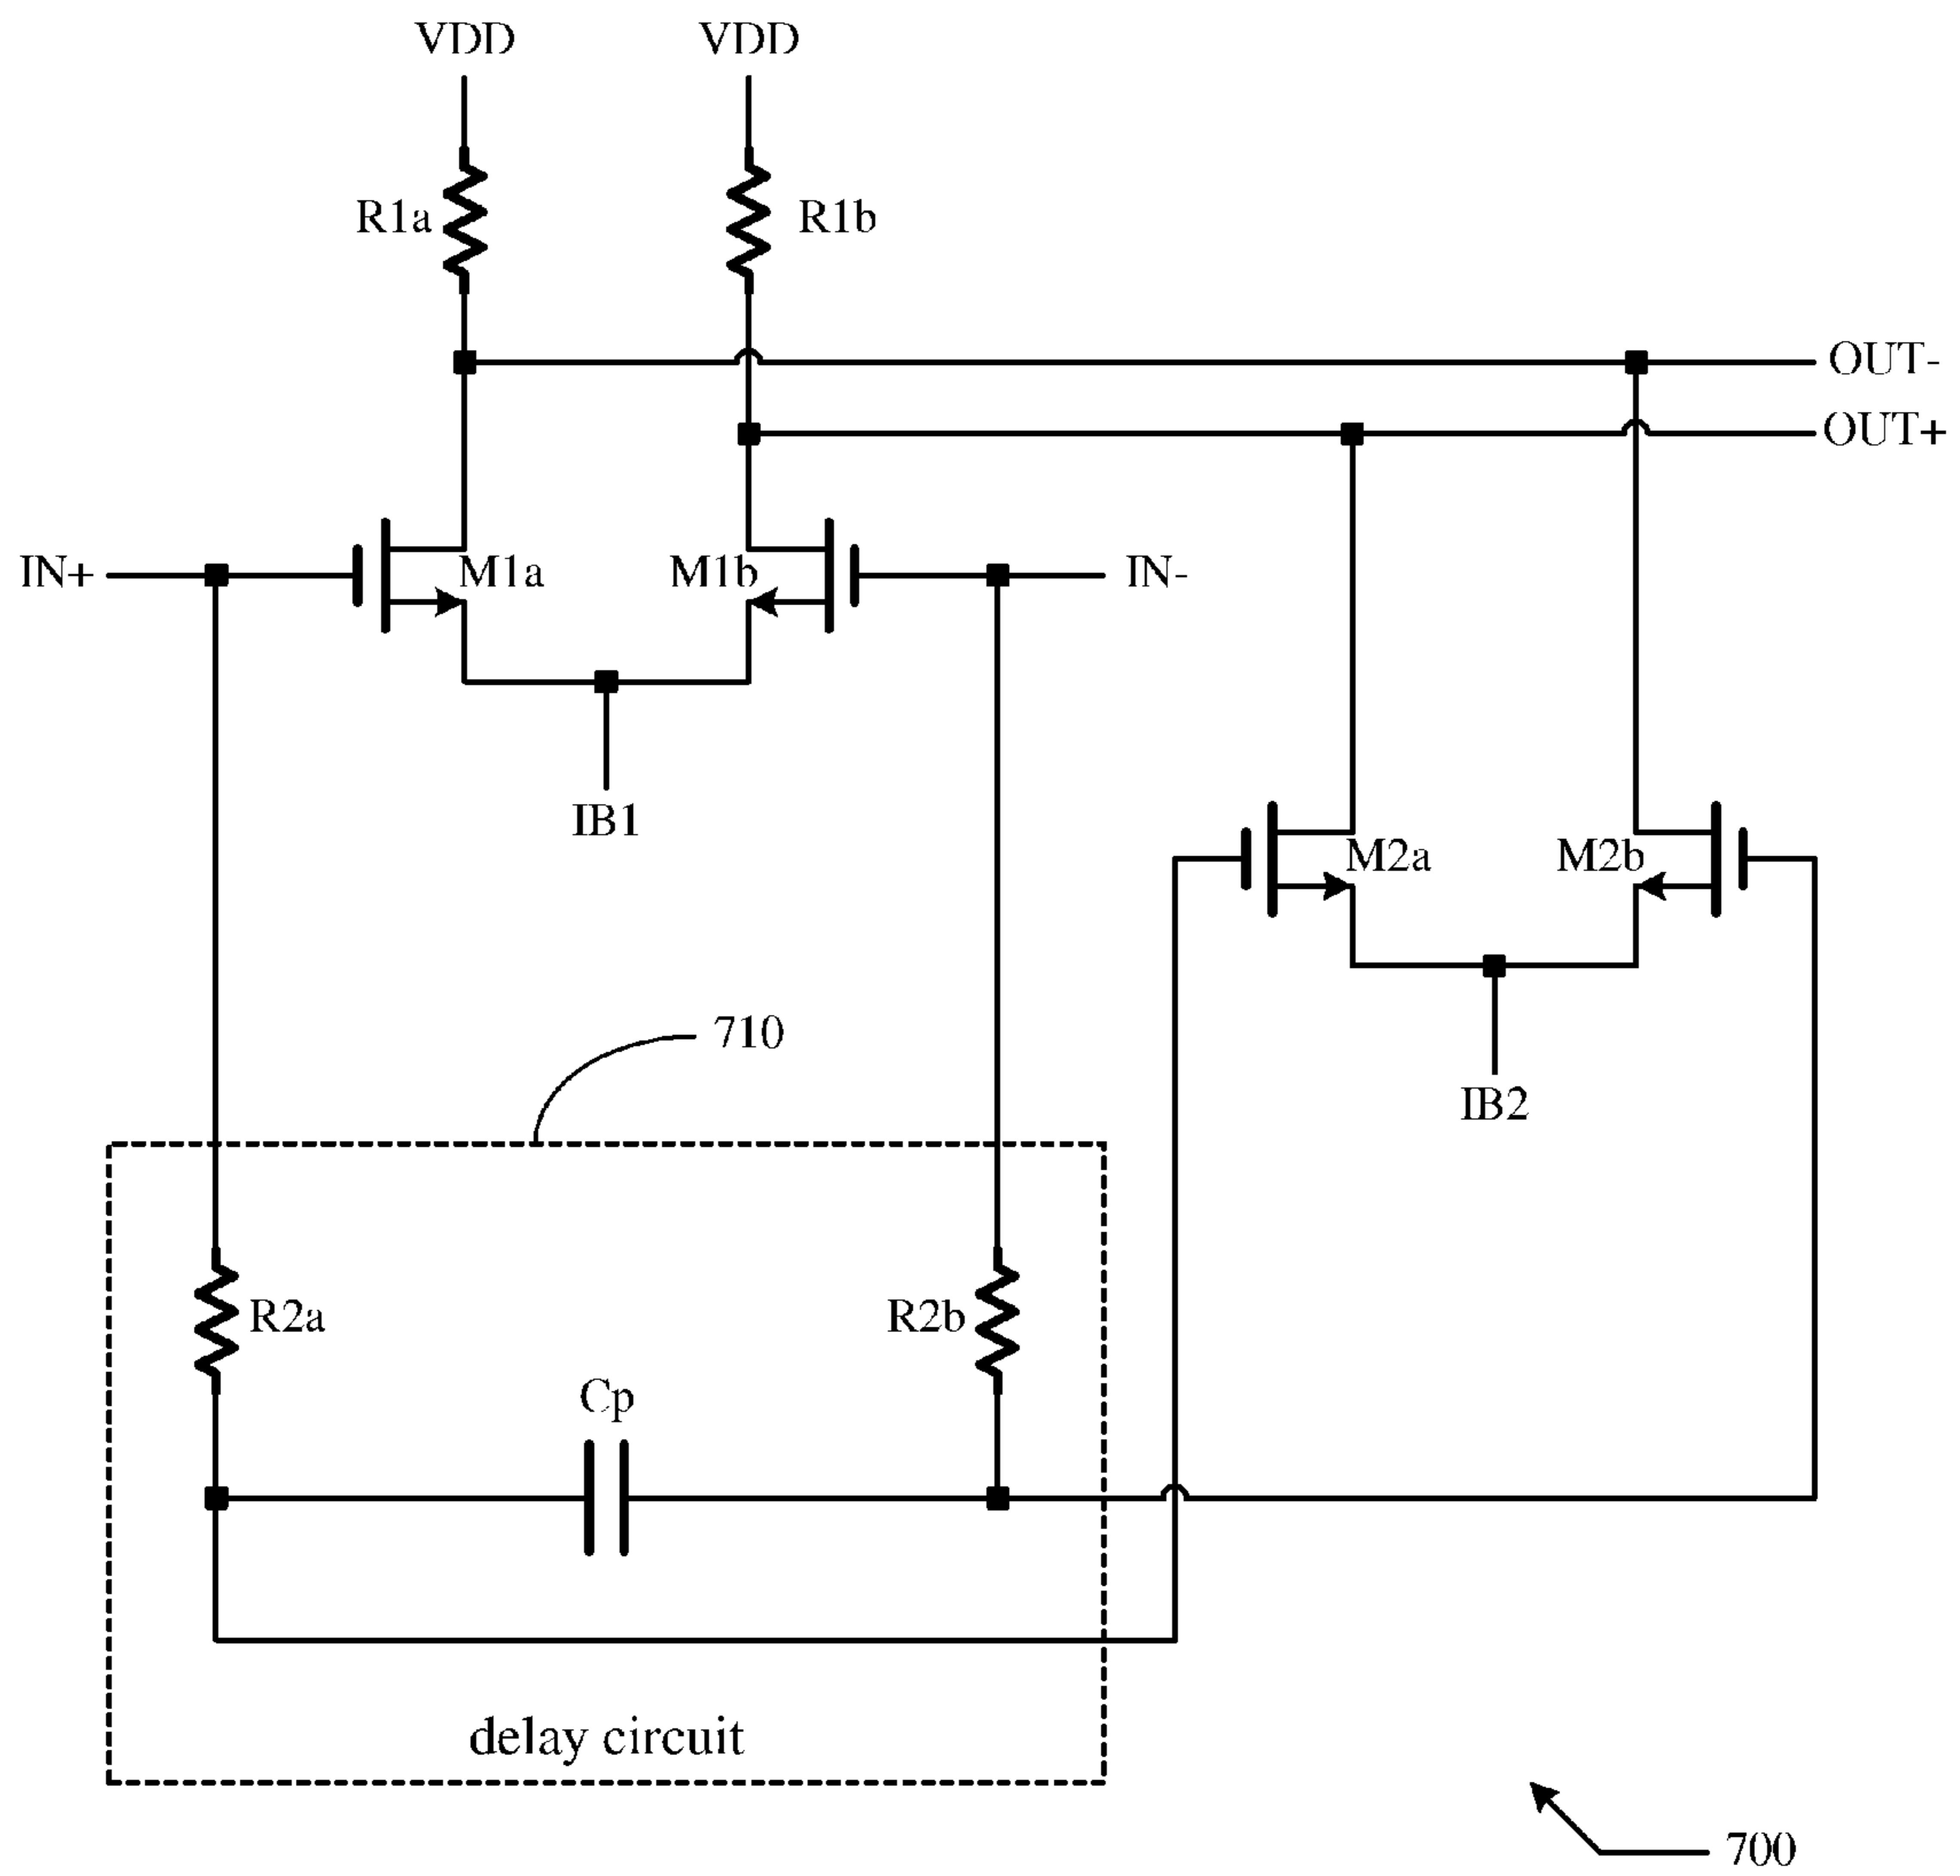 VDD VDD
R1a R1b
OUT-
OUT+
IN+ M1a M1b IN-
IB1
M2a M2b
710
IB2
R2a R2b
Cp
delay circuit
700